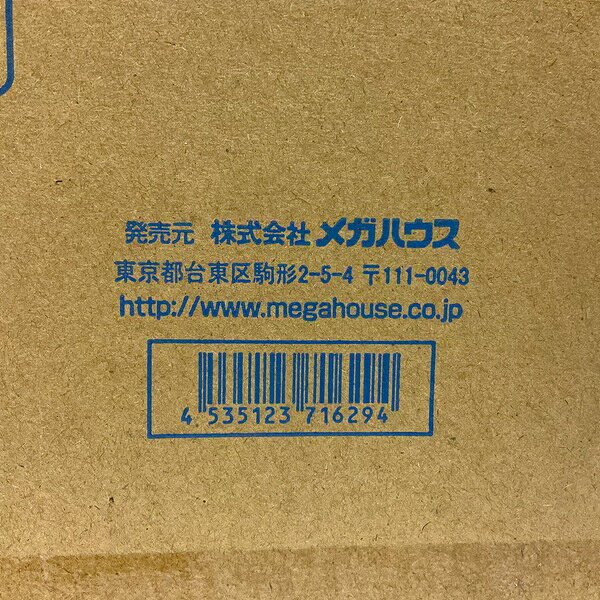 発売元 株式会社 メガハウス
東京都台東区駒形2-5-4 〒111-0043
http://www.megahouse.co.jp
4 535123 716294